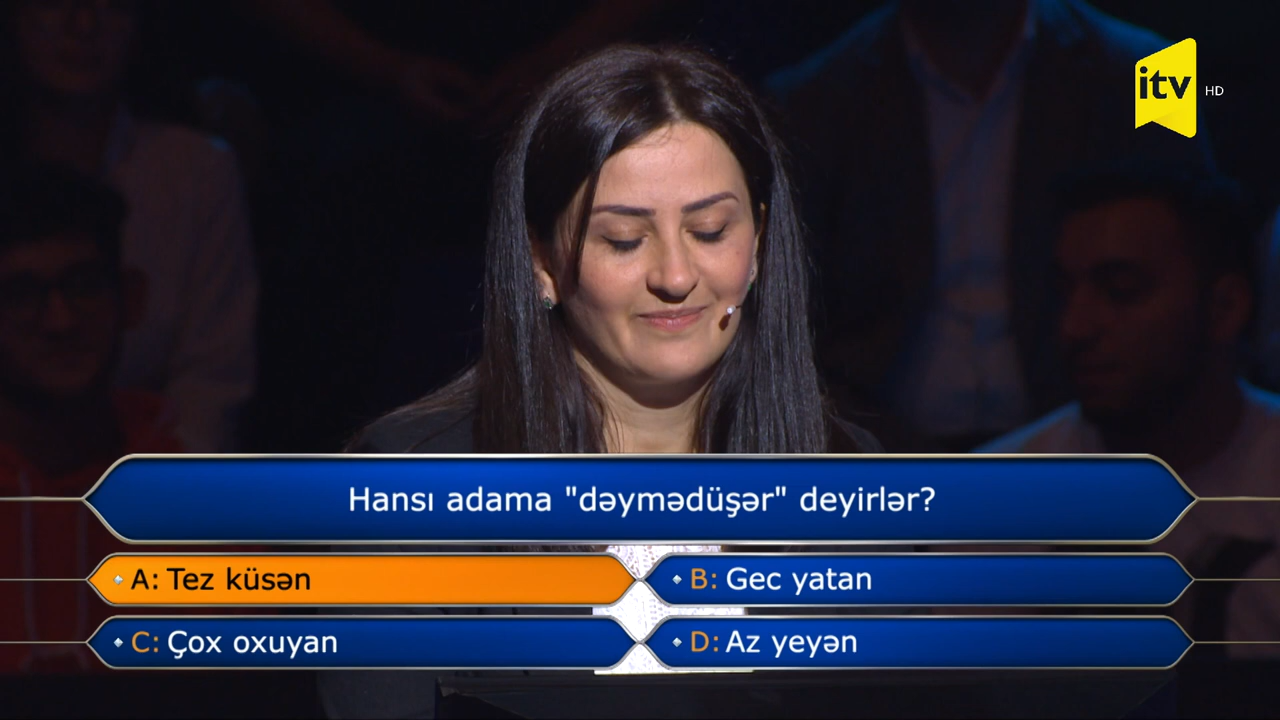 itv HD
Hansı adama "dəymədüşər" deyirlər?
A: Tez küsən
B: Gec yatan
C: Çox oxuyan
D: Az yeyən